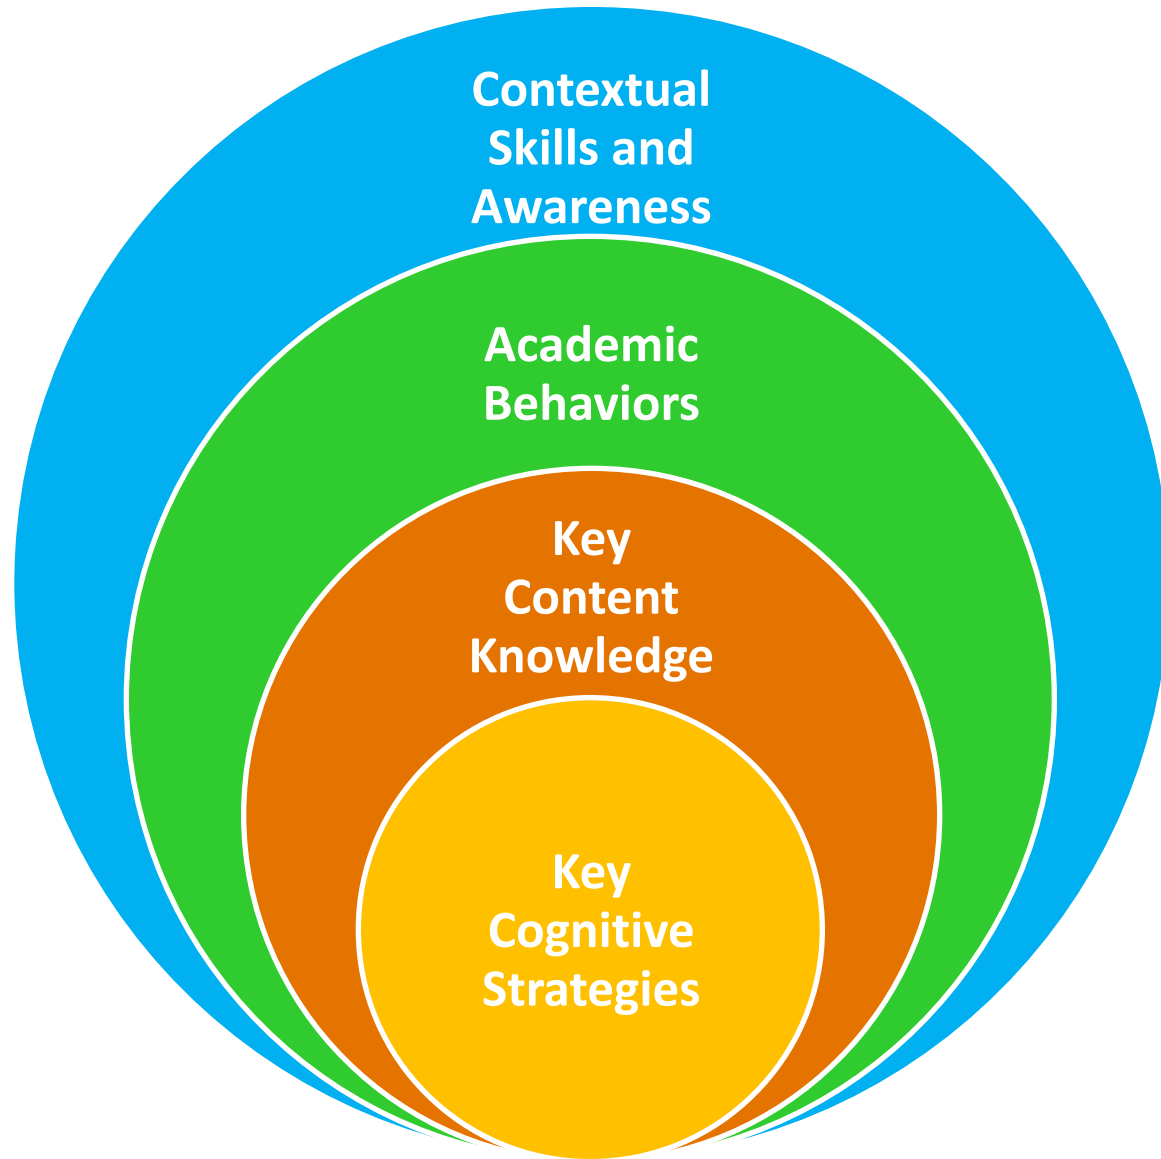 Contextual
Skills and
Awareness
Academic
Behaviors
Key
Content
Knowledge
Key
Cognitive
Strategies